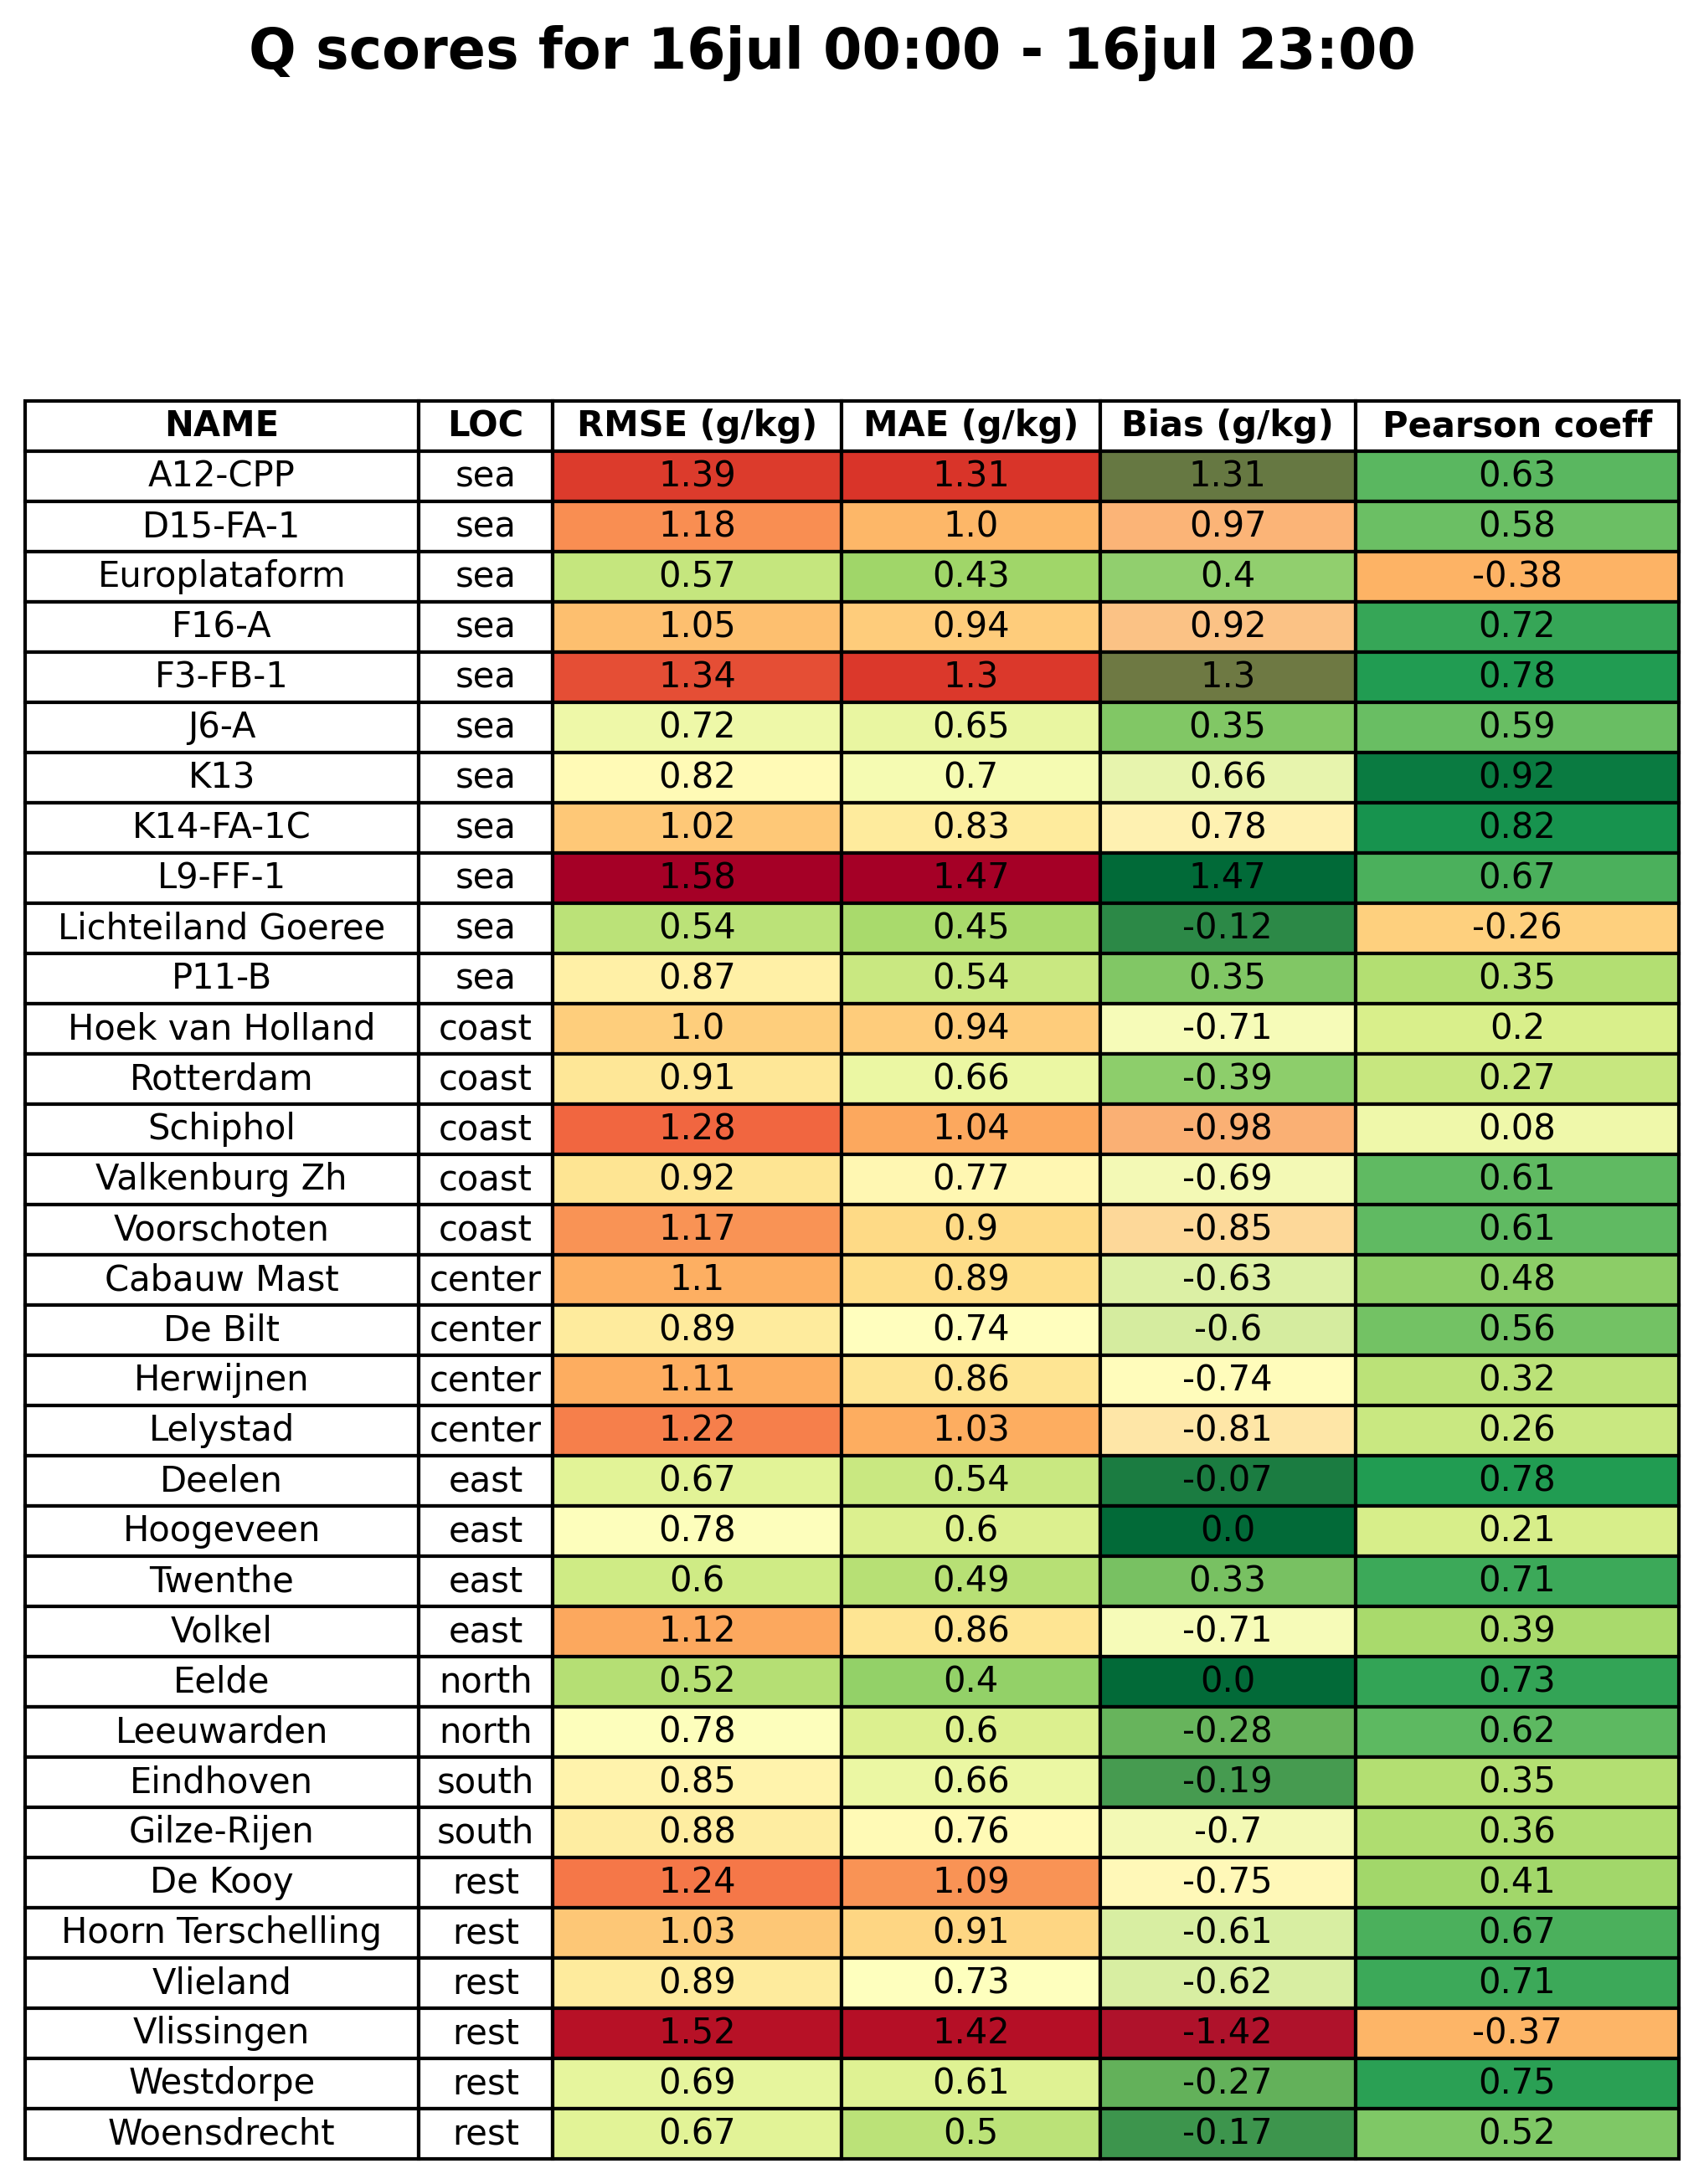 Q scores for 16jul 00:00 - 16jul 23:00
NAME LOC RMSE (g/kg) MAE (g/kg) Bias (g/kg) Pearson coeff
A12-CPP sea 1.39 1.31 1.31 0.63
D15-FA-1 sea 1.18 1.0 0.97 0.58
Europlataform sea 0.57 0.43 0.4 -0.38
F16-A sea 1.05 0.94 0.92 0.72
F3-FB-1 sea 1.34 1.3 1.3 0.78
J6-A sea 0.72 0.65 0.35 0.59
K13 sea 0.82 0.7 0.66 0.92
K14-FA-1C sea 1.02 0.83 0.78 0.82
L9-FF-1 sea 1.58 1.47 1.47 0.67
Lichteiland Goeree sea 0.54 0.45 -0.12 -0.26
P11-B sea 0.87 0.54 0.35 0.35
Hoek van Holland coast 1.0 0.94 -0.71 0.2
Rotterdam coast 0.91 0.66 -0.39 0.27
Schiphol coast 1.28 1.04 -0.98 0.08
Valkenburg Zh coast 0.92 0.77 -0.69 0.61
Voorschoten coast 1.17 0.9 -0.85 0.61
Cabauw Mast center 1.1 0.89 -0.63 0.48
De Bilt center 0.89 0.74 -0.6 0.56
Herwijnen center 1.11 0.86 -0.74 0.32
Lelystad center 1.22 1.03 -0.81 0.26
Deelen east 0.67 0.54 -0.07 0.78
Hoogeveen east 0.78 0.6 0.0 0.21
Twenthe east 0.6 0.49 0.33 0.71
Volkel east 1.12 0.86 -0.71 0.39
Eelde north 0.52 0.4 0.0 0.73
Leeuwarden north 0.78 0.6 -0.28 0.62
Eindhoven south 0.85 0.66 -0.19 0.35
Gilze-Rijen south 0.88 0.76 -0.7 0.36
De Kooy rest 1.24 1.09 -0.75 0.41
Hoorn Terschelling rest 1.03 0.91 -0.61 0.67
Vlieland rest 0.89 0.73 -0.62 0.71
Vlissingen rest 1.52 1.42 -1.42 -0.37
Westdorpe rest 0.69 0.61 -0.27 0.75
Woensdrecht rest 0.67 0.5 -0.17 0.52